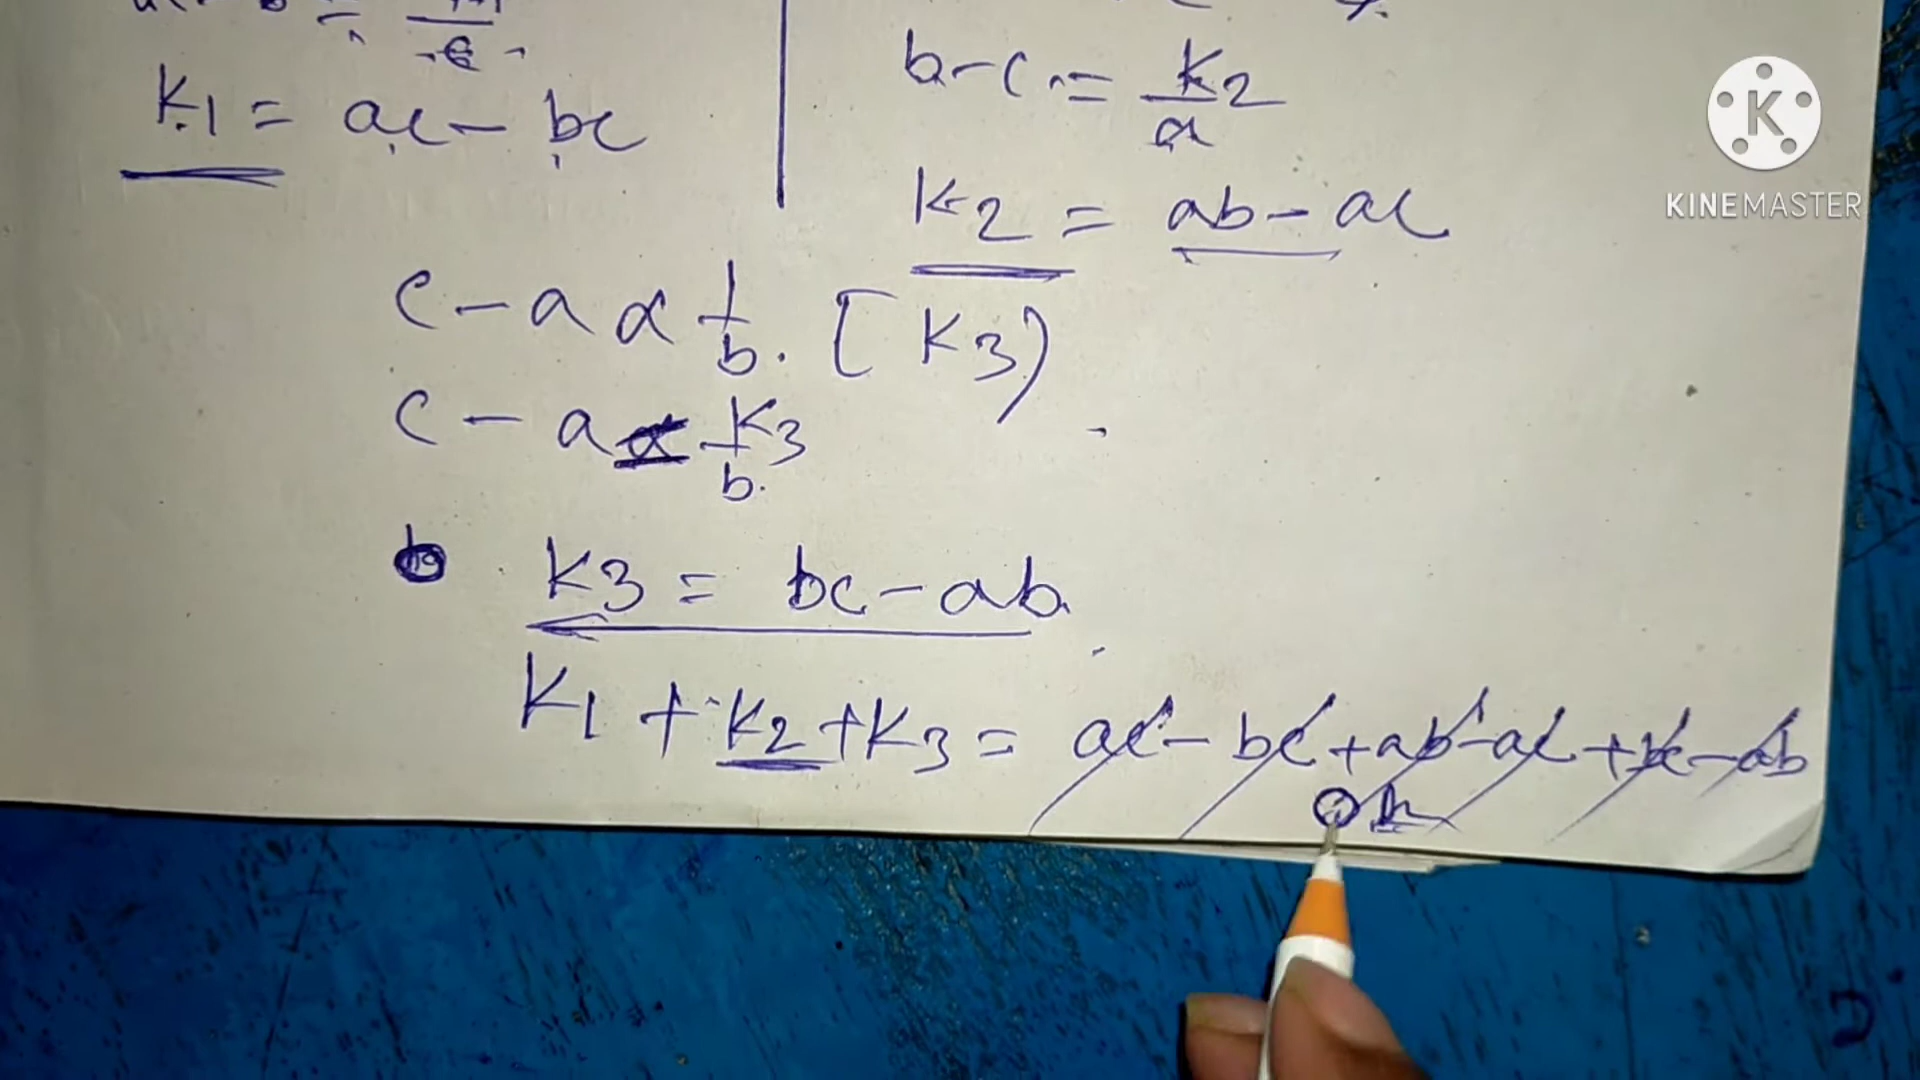 K1 = ac - bc
b - c = K2/a
K2 = ab - ac
c - a ∝ 1/b. [K3)
c - a = K3/b.
K3 = bc - ab
K1 + K2 + K3 = ac - bc + ab - ac + bc - ab
0
K
KINEMASTER